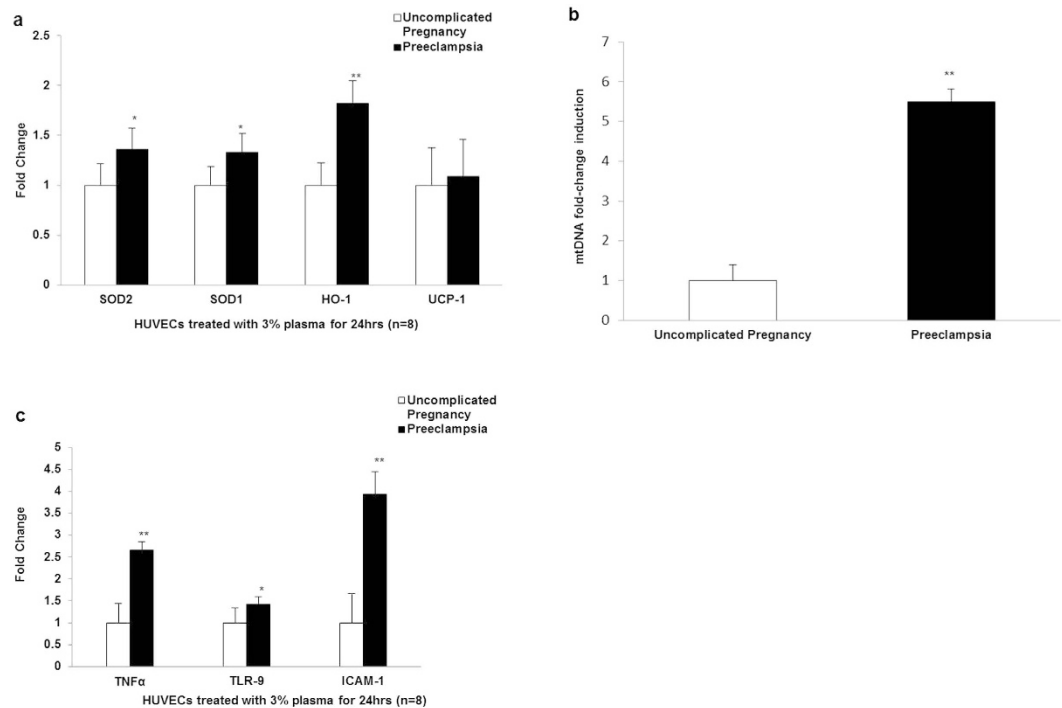 a
Uncomplicated
Pregnancy
Preeclampsia
2.5
2
1.5
1
0.5
0
Fold Change
*
*
**
SOD2 SOD1 HO-1 UCP-1
HUVECs treated with 3% plasma for 24hrs (n=8)
b
7
6
5
4
3
2
1
0
mtDNA fold-change induction
**
Uncomplicated Pregnancy Preeclampsia
c
Uncomplicated
Pregnancy
Preeclampsia
5
4.5
4
3.5
3
2.5
2
1.5
1
0.5
0
Fold Change
**
*
**
TNFα TLR-9 ICAM-1
HUVECs treated with 3% plasma for 24hrs (n=8)